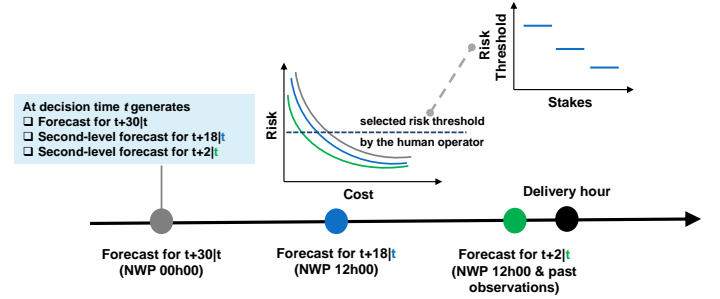 Risk
Threshold
Stakes
At decision time t generates
❑ Forecast for t+30|t
❑ Second-level forecast for t+18|t
❑ Second-level forecast for t+2|t
Risk
selected risk threshold
by the human operator
Cost
Delivery hour
Forecast for t+30|t
(NWP 00h00)
Forecast for t+18|t
(NWP 12h00)
Forecast for t+2|t
(NWP 12h00 & past
observations)